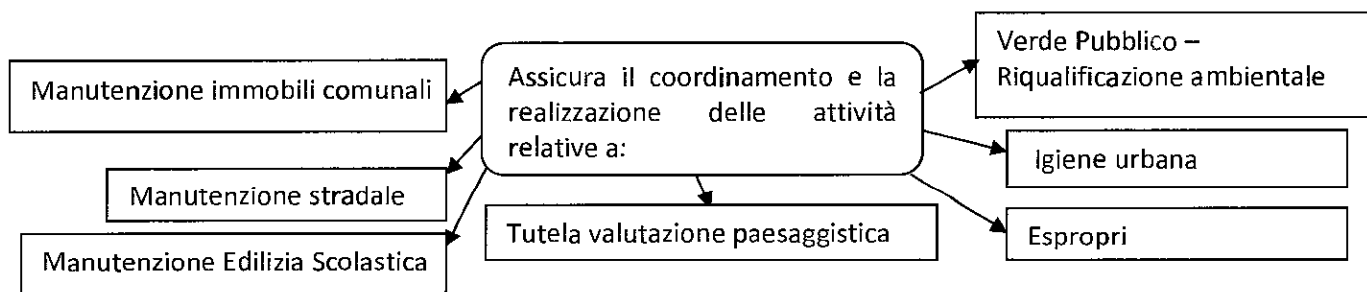 Manutenzione immobili comunali
Manutenzione stradale
Manutenzione Edilizia Scolastica
Assicura il coordinamento e la
realizzazione delle attività
relative a:
Tutela valutazione paesaggistica
Verde Pubblico –
Riqualificazione ambientale
Igiene urbana
Espropri